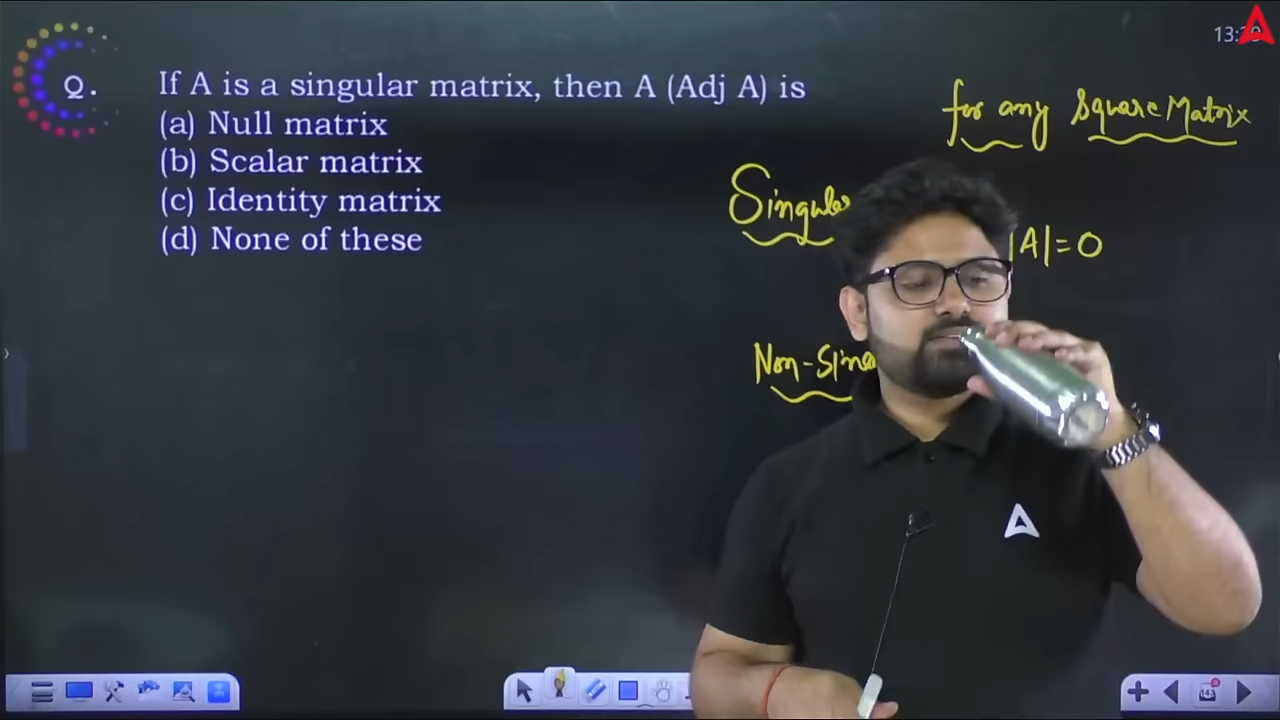 Q. If A is a singular matrix, then A (Adj A) is
(a) Null matrix
(b) Scalar matrix
(c) Identity matrix
(d) None of these
for any Square Matrix
|A|=0